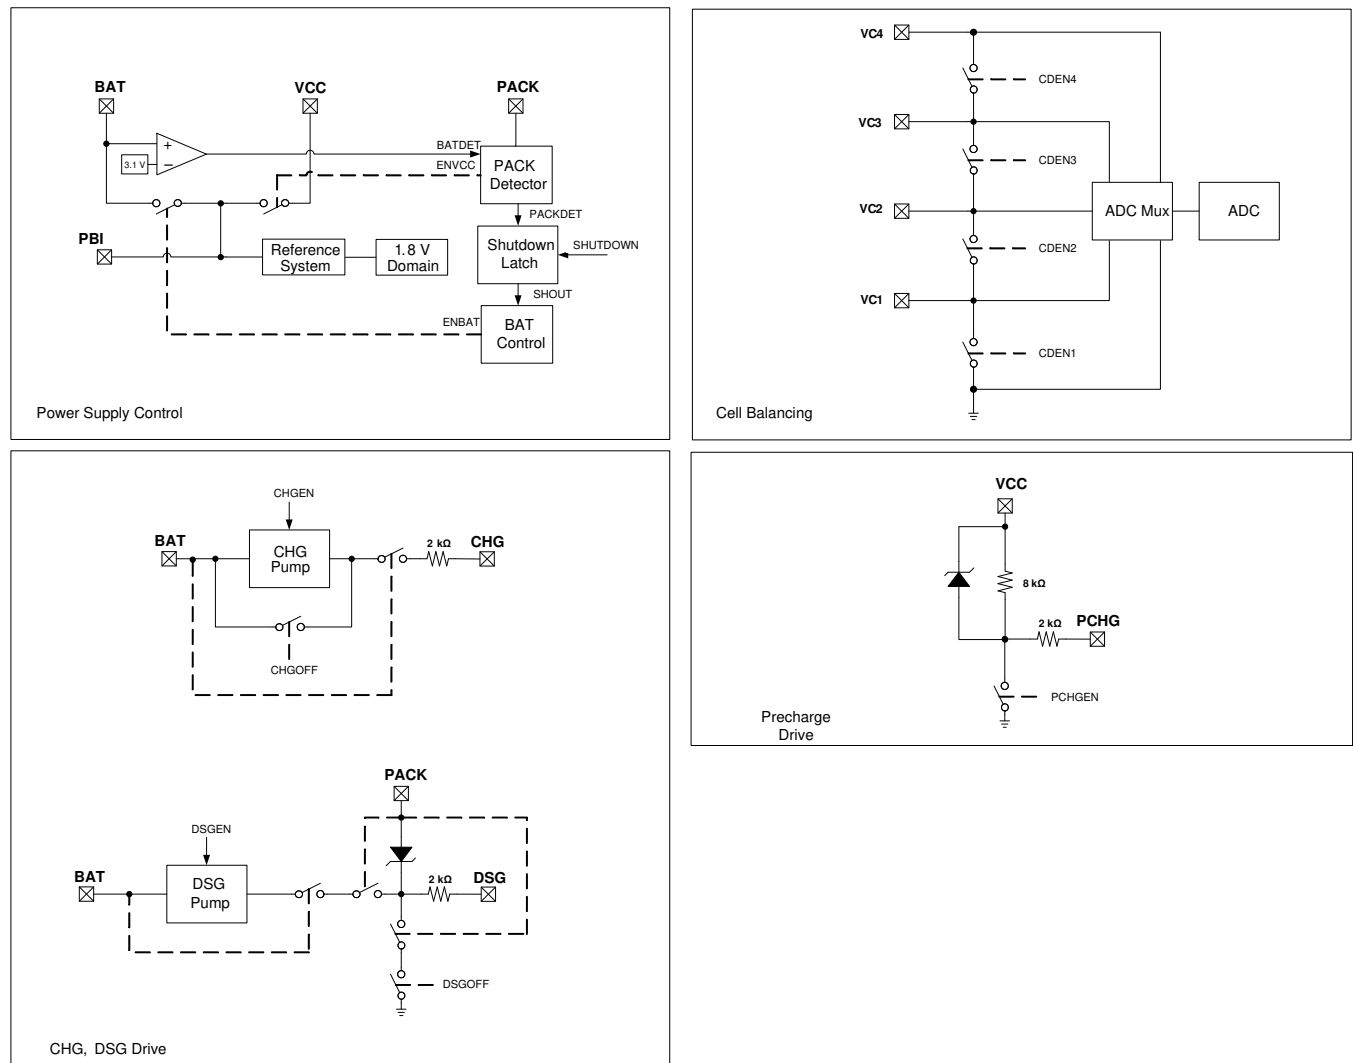 BAT
VCC
PACK
+
3.1 V
−
BATDET
ENVCC
PACK
Detector
PACKDET
PBI
Reference
System
1.8 V
Domain
Shutdown
Latch
SHUTDOWN
SHOUT
ENBAT
BAT
Control
Power Supply Control
VC4
CDEN4
VC3
CDEN3
VC2
ADC Mux
ADC
CDEN2
VC1
CDEN1
Cell Balancing
CHGEN
BAT
CHG
Pump
2 kΩ
CHG
CHGOFF
PACK
DSGEN
BAT
DSG
Pump
2 kΩ
DSG
DSGOFF
CHG, DSG Drive
VCC
8 kΩ
2 kΩ
PCHG
PCHGEN
Precharge
Drive